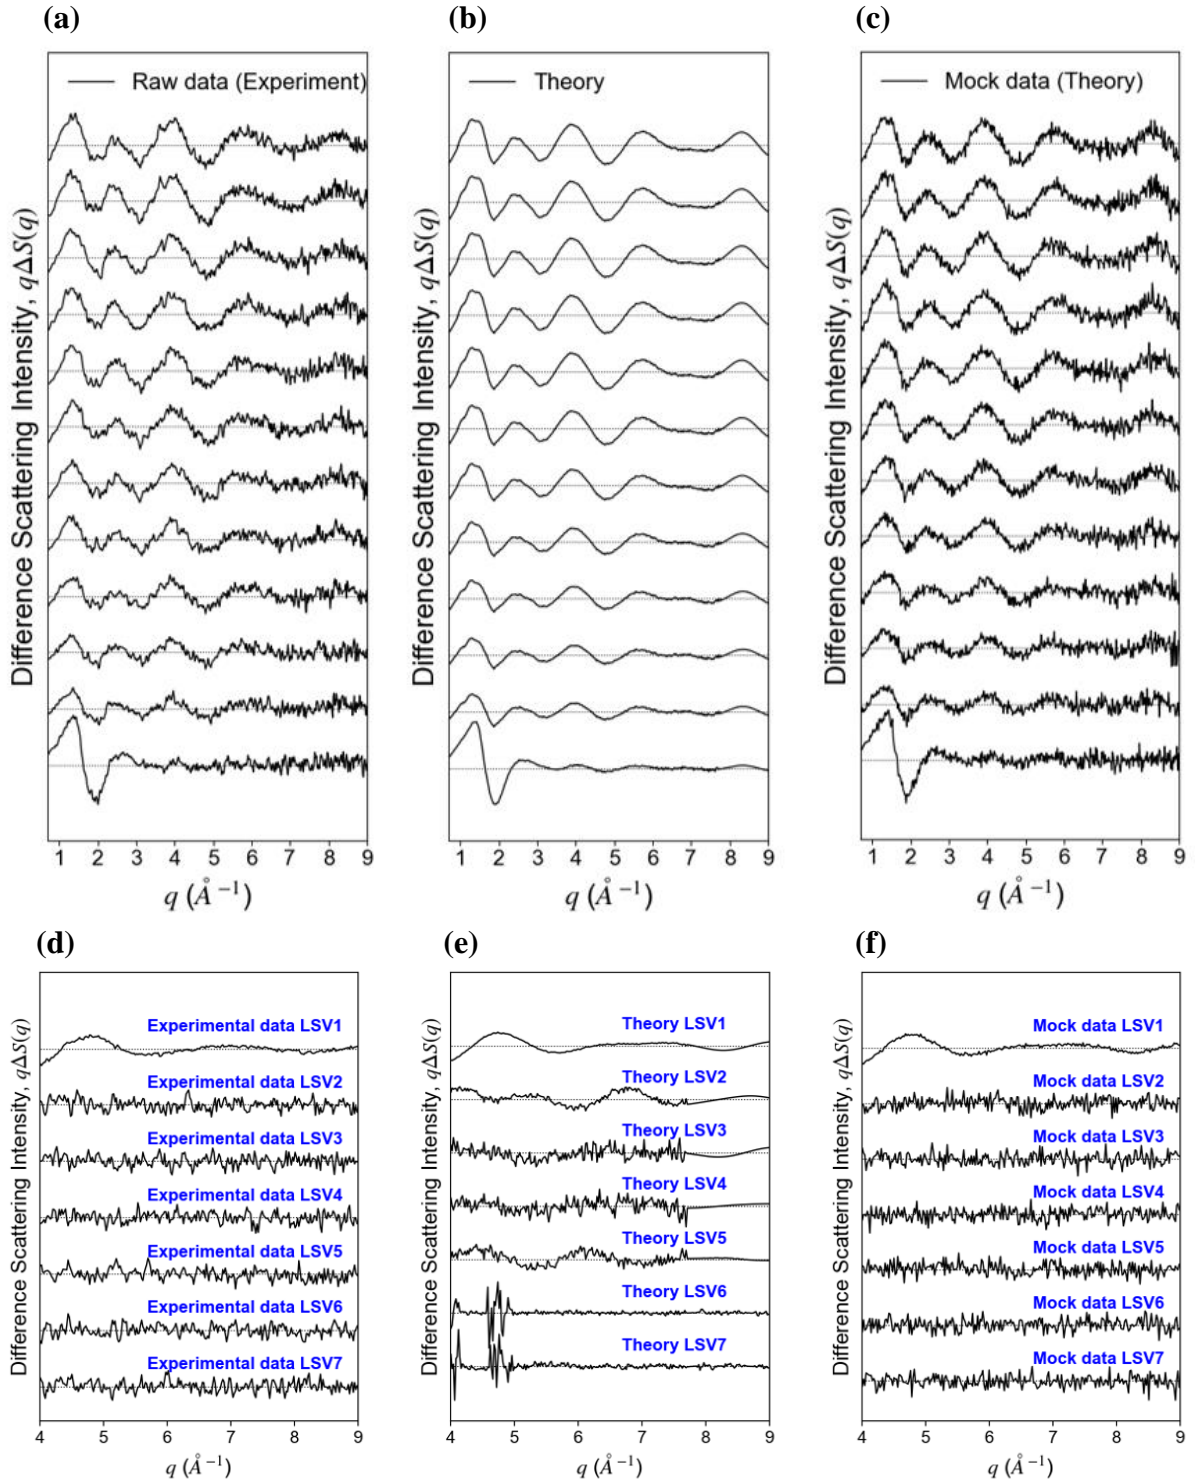 (a)
(b)
(c)
Raw data (Experiment)
Theory
Mock data (Theory)
Difference Scattering Intensity, qΔS(q)
Difference Scattering Intensity, qΔS(q)
Difference Scattering Intensity, qΔS(q)
1 2 3 4 5 6 7 8 9
1 2 3 4 5 6 7 8 9
1 2 3 4 5 6 7 8 9
q (Å⁻¹)
q (Å⁻¹)
q (Å⁻¹)
(d)
(e)
(f)
Difference Scattering Intensity, qΔS(q)
Experimental data LSV1
Experimental data LSV2
Experimental data LSV3
Experimental data LSV4
Experimental data LSV5
Experimental data LSV6
Experimental data LSV7
4 5 6 7 8 9
q (Å⁻¹)
Difference Scattering Intensity, qΔS(q)
Theory LSV1
Theory LSV2
Theory LSV3
Theory LSV4
Theory LSV5
Theory LSV6
Theory LSV7
4 5 6 7 8 9
q (Å⁻¹)
Difference Scattering Intensity, qΔS(q)
Mock data LSV1
Mock data LSV2
Mock data LSV3
Mock data LSV4
Mock data LSV5
Mock data LSV6
Mock data LSV7
4 5 6 7 8 9
q (Å⁻¹)